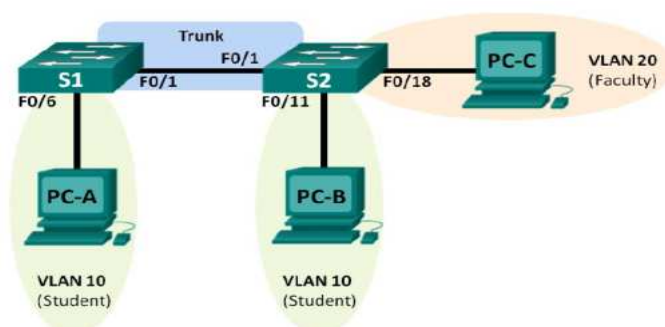 Trunk
F0/1
S1
F0/1
S2
F0/18
PC-C
VLAN 20
(Faculty)
F0/6
F0/11
PC-A
PC-B
VLAN 10
(Student)
VLAN 10
(Student)